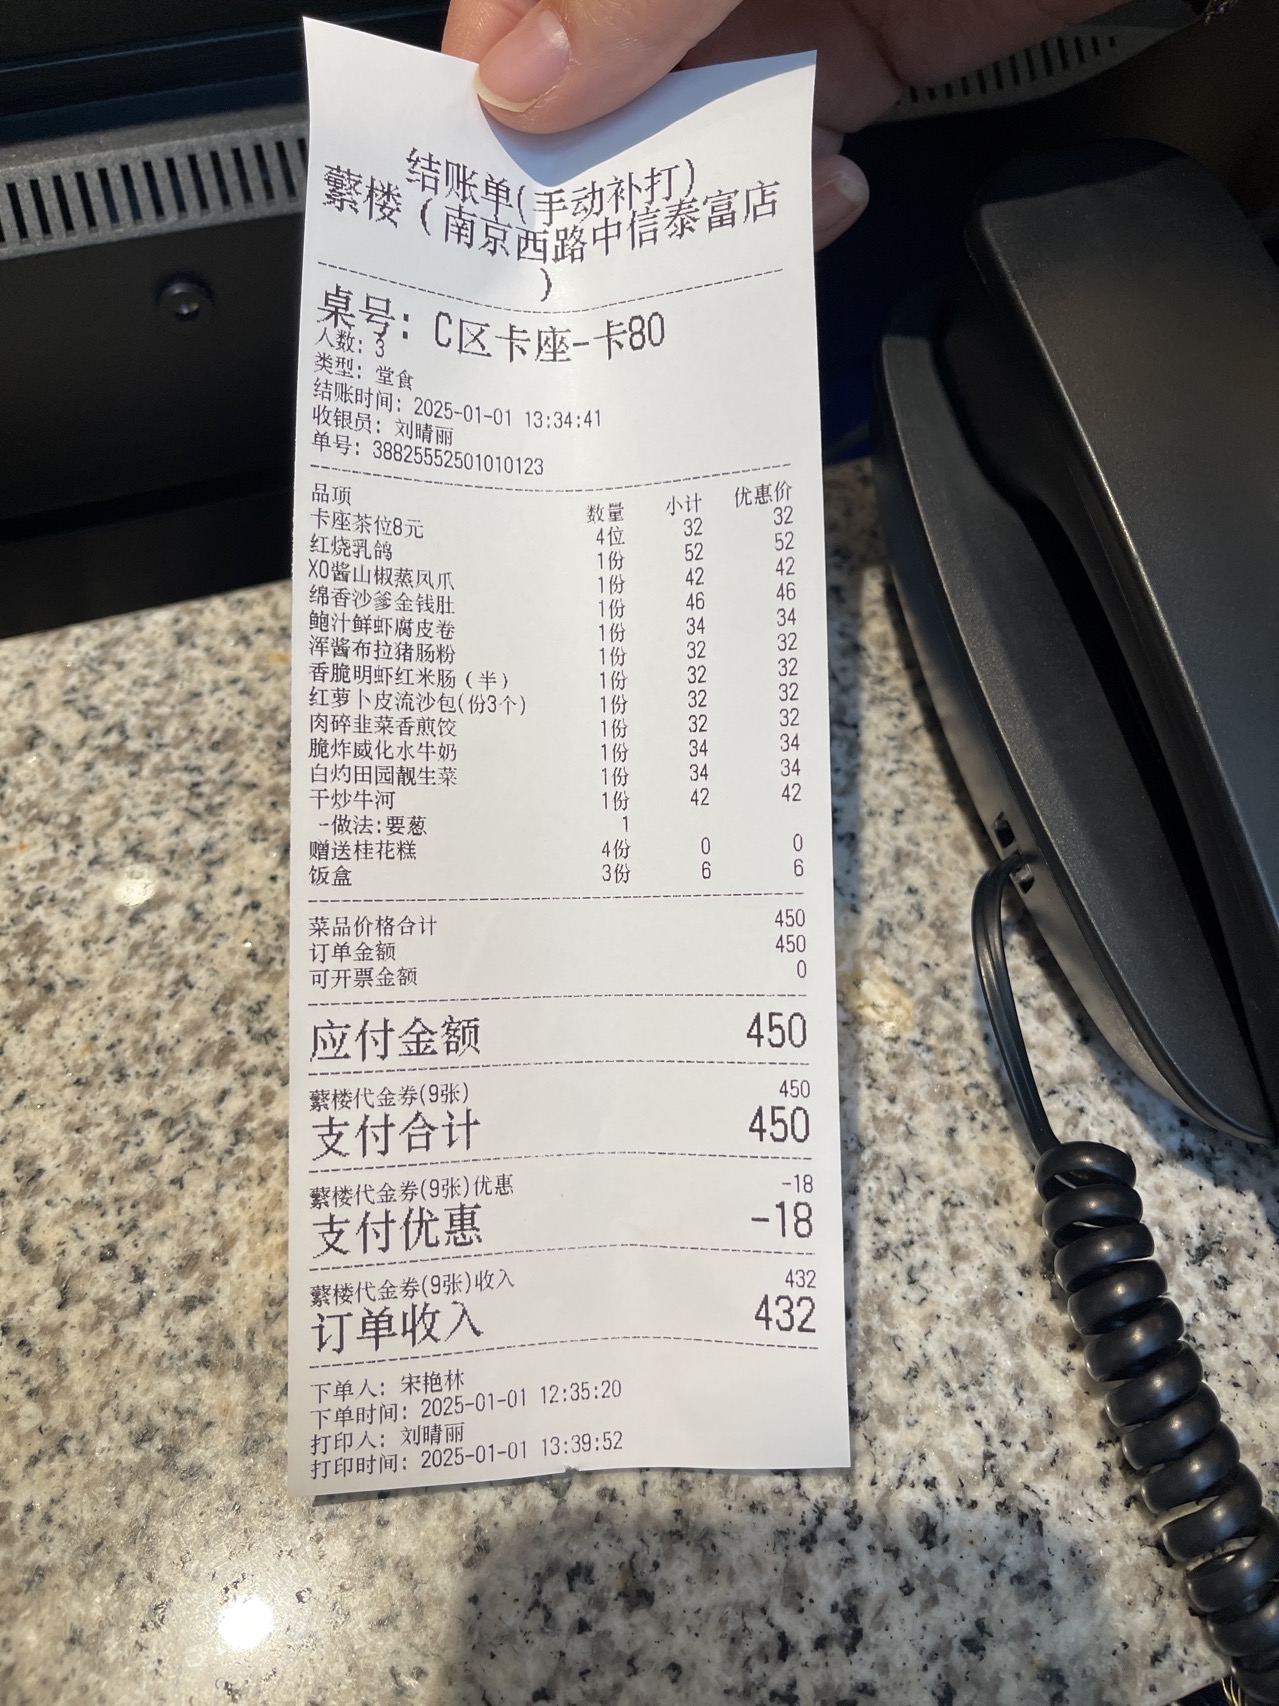 结账单(手动补打)
蘩楼（南京西路中信泰富店
）
桌号: C区卡座-卡80
人数: 3
类型: 堂食
结账时间: 2025-01-01 13:34:41
收银员: 刘晴丽
单号: 38825552501010123
品项 数量 小计 优惠价
卡座茶位8元 4位 32 32
红烧乳鸽 1份 52 52
XO酱山椒蒸凤爪 1份 42 42
绵香沙爹金钱肚 1份 46 46
鲍汁鲜虾腐皮卷 1份 34 34
浑酱布拉猪肠粉 1份 32 32
香脆明虾红米肠（半） 1份 32 32
红萝卜皮流沙包(份3个) 1份 32 32
肉碎韭菜香煎饺 1份 32 32
脆炸威化水牛奶 1份 34 34
白灼田园靓生菜 1份 34 34
干炒牛河 1份 42 42
-做法:要葱 1
赠送桂花糕 4份 0 0
饭盒 3份 6 6
菜品价格合计 450
订单金额 450
可开票金额 0
应付金额 450
蘩楼代金券(9张) 450
支付合计 450
蘩楼代金券(9张)优惠 -18
支付优惠 -18
蘩楼代金券(9张)收入 432
订单收入 432
下单人: 宋艳林
下单时间: 2025-01-01 12:35:20
打印人: 刘晴丽
打印时间: 2025-01-01 13:39:52